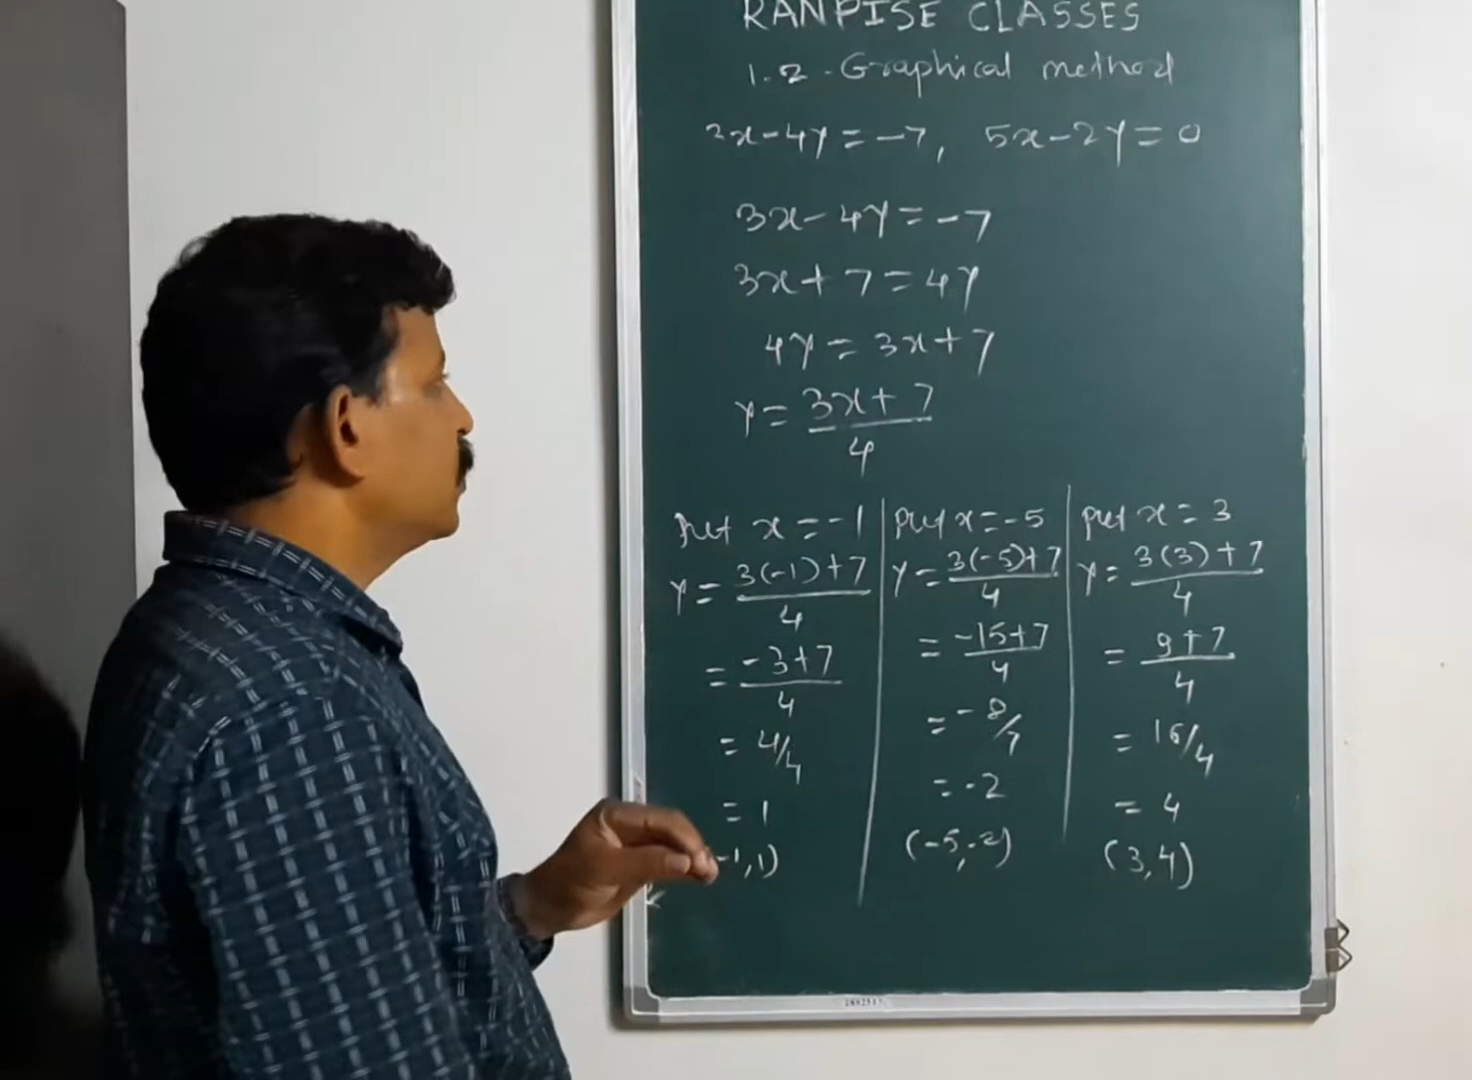 RANPISE CLASSES
1.2 - Graphical method
3x-4y=-7, 5x-2y=0
3x-4y=-7
3x+7=4y
4y=3x+7
y=3x+7/4
Put x=-1
y=3(-1)+7/4
=-3+7/4
=4/4
=1
-1,1)
Put x=-5
y=3(-5)+7/4
=-15+7/4
=-8/7
=-2
(-5,-2)
Put x=3
y=3(3)+7/4
=9+7/4
=16/4
=4
(3,4)